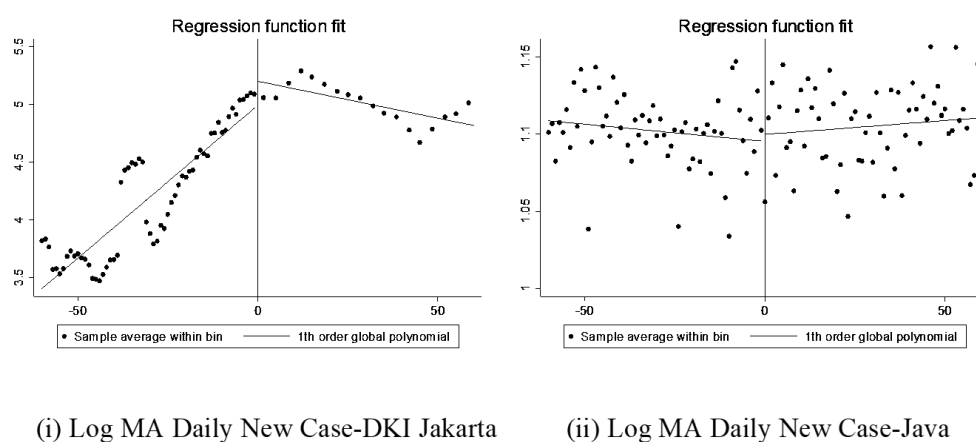 Regression function fit
5.5
5
4.5
4
3.5
-50
0
50
Sample average within bin
1th order global polynomial
Regression function fit
1.15
1.1
1.05
1
-50
0
50
Sample average within bin
1th order global polynomial
(i) Log MA Daily New Case-DKI Jakarta
(ii) Log MA Daily New Case-Java